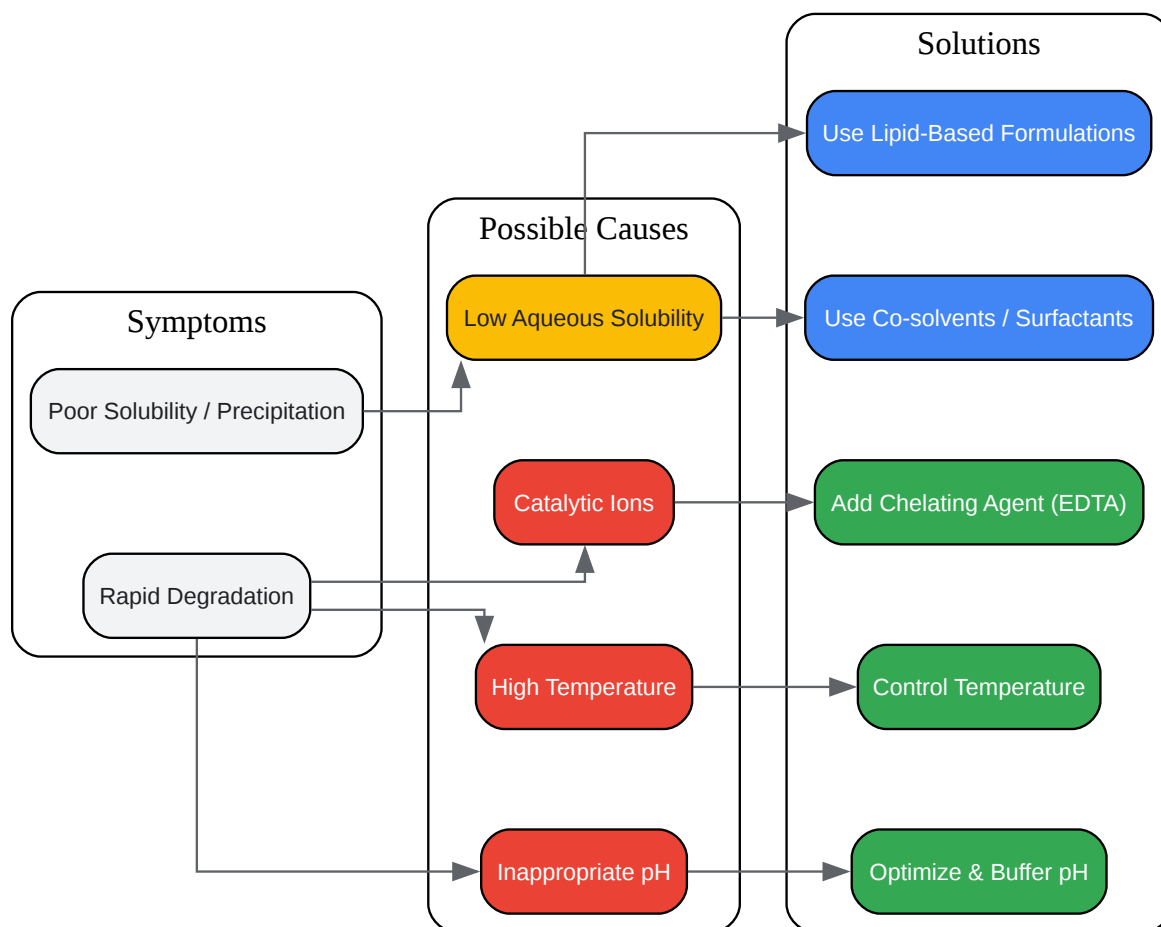 Symptoms
Poor Solubility / Precipitation
Rapid Degradation
Possible Causes
Low Aqueous Solubility
Catalytic Ions
High Temperature
Inappropriate pH
Solutions
Use Lipid-Based Formulations
Use Co-solvents / Surfactants
Add Chelating Agent (EDTA)
Control Temperature
Optimize & Buffer pH